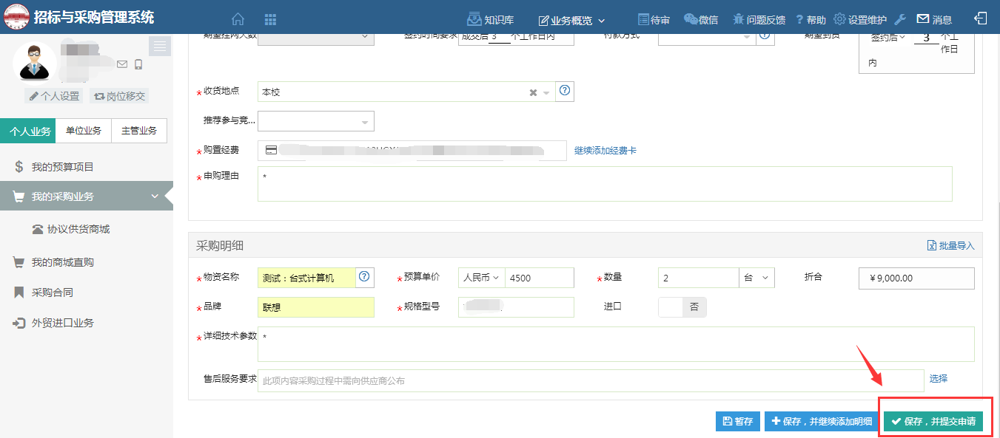 招标与采购管理系统
知识库
业务概览
待审
微信
问题反馈
? 帮助
设置维护
消息
个人设置
岗位移交
个人业务
单位业务
主管业务
我的预算项目
我的采购业务
协议供货商城
我的商城直购
采购合同
外贸进口业务
期望挂网天数
签约时间要求 成交后 3 个工作日内
付款方式
期望到货
签约后 3 个工作日内
*收货地点 本校
推荐参与竞...
*购置经费 继续添加经费卡
*申购理由 *
采购明细 批量导入
*物资名称 测试：台式计算机
*预算单价 人民币 4500
*数量 2 台
折合 ￥9,000.00
*品牌 联想
*规格型号
进口 否
*详细技术参数 *
售后服务要求 此项内容采购过程中需向供应商公布 选择
暂存
保存，并继续添加明细
保存，并提交申请